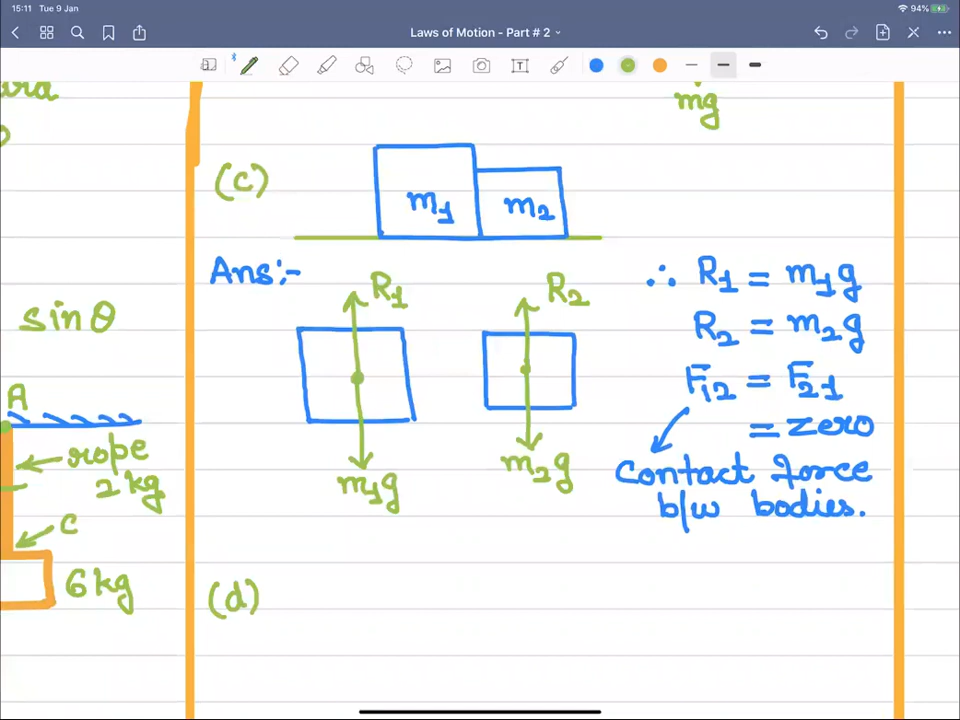 15:11 Tue 9 Jan
94%
Laws of Motion - Part # 2
mg
(c)
m1 m2
Ans:-
R1
R2
∴ R1 = m1g
R2 = m2g
F12 = F21
= zero
Contact force
b/w bodies.
m1g
m2g
sin θ
A
rope
2 kg
C
6 kg
(d)